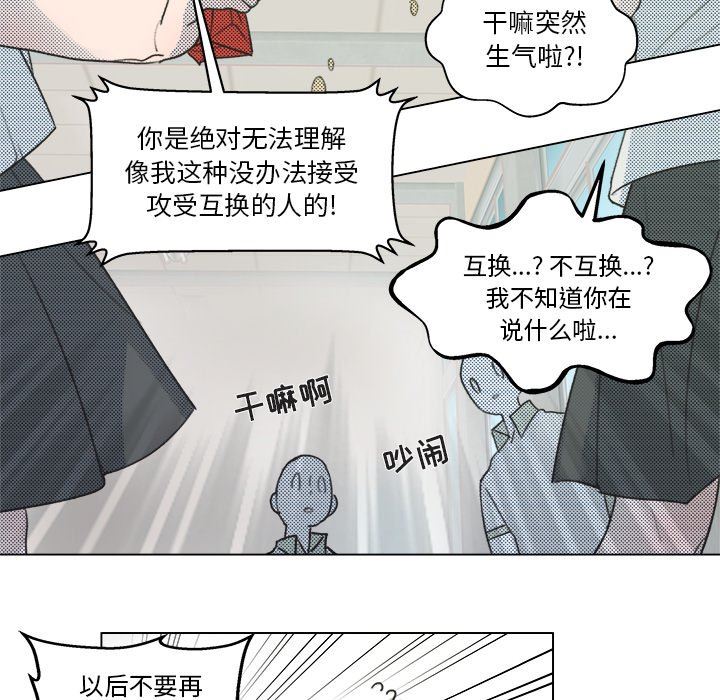 干嘛突然
生气啦?!
你是绝对无法理解
像我这种没办法接受
攻受互换的人的!
互换...? 不互换...?
我不知道你在
说什么啦...
干嘛啊
吵闹
以后不要再